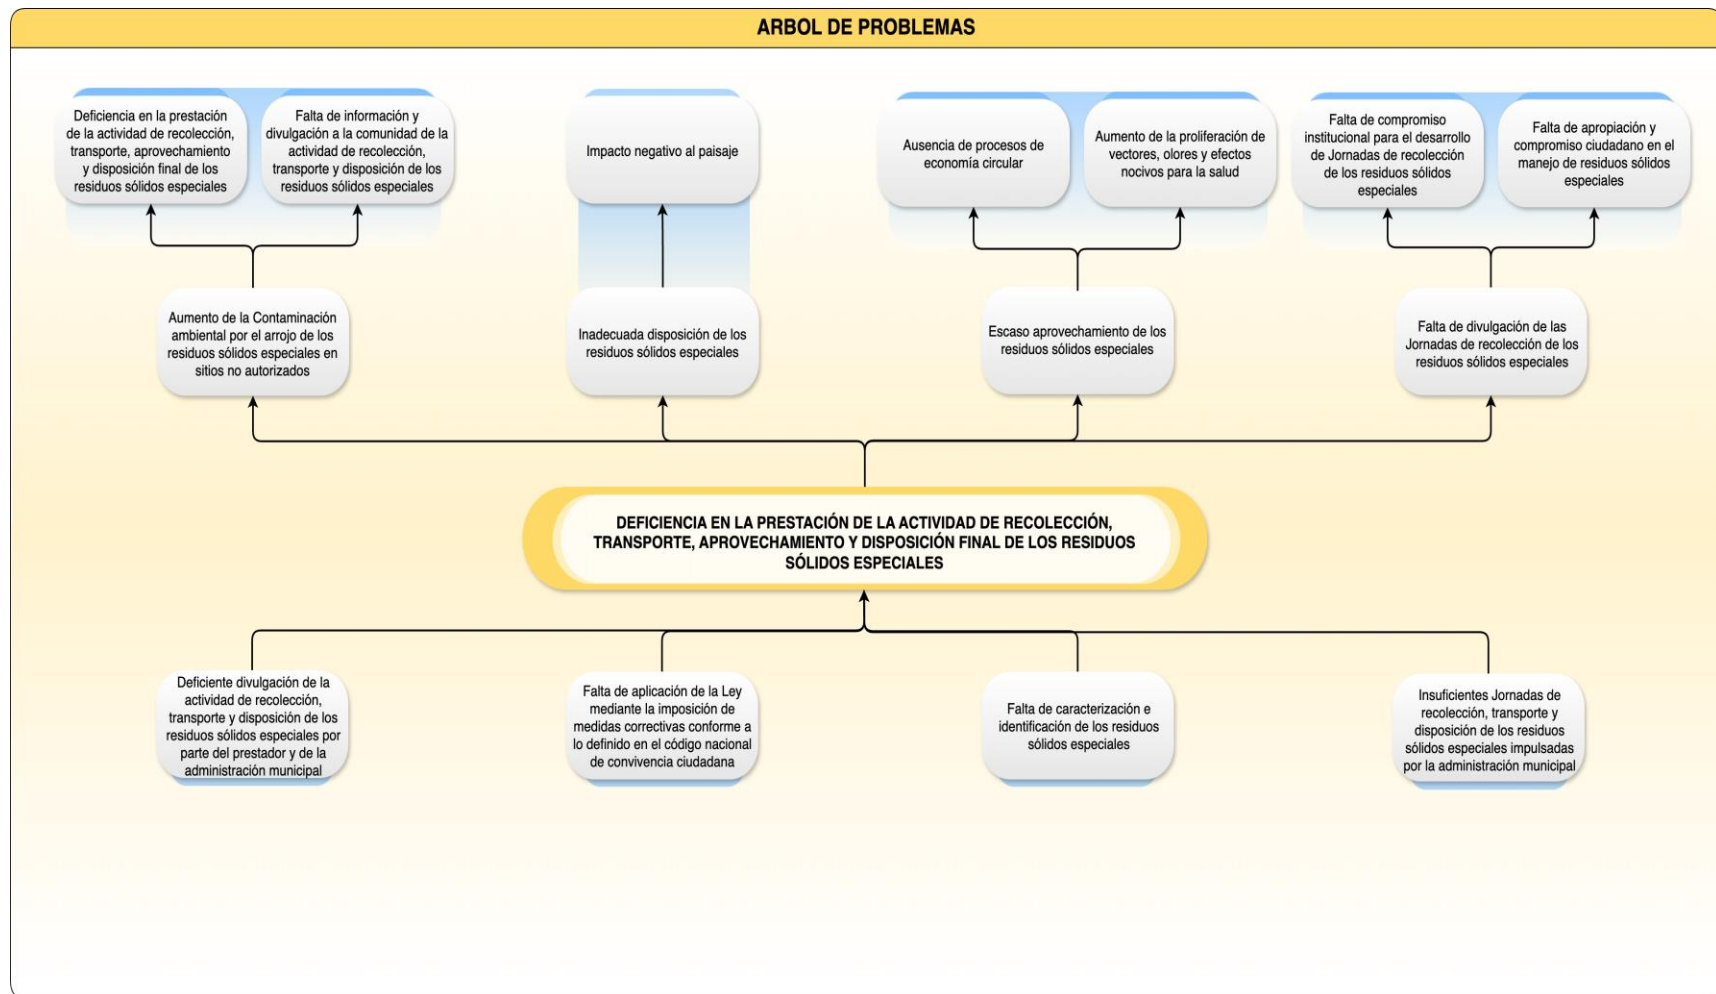 ARBOL DE PROBLEMAS
Deficiencia en la prestación
de la actividad de recolección,
transporte, aprovechamiento
y disposición final de los
residuos sólidos especiales
Falta de información y
divulgación a la comunidad de la
actividad de recolección,
transporte y disposición de los
residuos sólidos especiales
Impacto negativo al paisaje
Ausencia de procesos de
economía circular
Aumento de la proliferación de
vectores, olores y efectos
nocivos para la salud
Falta de compromiso
institucional para el desarrollo
de Jornadas de recolección
de los residuos sólidos
especiales
Falta de apropiación y
compromiso ciudadano en el
manejo de residuos sólidos
especiales
Aumento de la Contaminación
ambiental por el arrojo de los
residuos sólidos especiales en
sitios no autorizados
Inadecuada disposición de los
residuos sólidos especiales
Escaso aprovechamiento de los
residuos sólidos especiales
Falta de divulgación de las
Jornadas de recolección de los
residuos sólidos especiales
DEFICIENCIA EN LA PRESTACIÓN DE LA ACTIVIDAD DE RECOLECCIÓN,
TRANSPORTE, APROVECHAMIENTO Y DISPOSICIÓN FINAL DE LOS RESIDUOS
SÓLIDOS ESPECIALES
Deficiente divulgación de la
actividad de recolección,
transporte y disposición de los
residuos sólidos especiales por
parte del prestador y de la
administración municipal
Falta de aplicación de la Ley
mediante la imposición de
medidas correctivas conforme a
lo definido en el código nacional
de convivencia ciudadana
Falta de caracterización e
identificación de los residuos
sólidos especiales
Insuficientes Jornadas de
recolección, transporte y
disposición de los residuos
sólidos especiales impulsadas
por la administración municipal